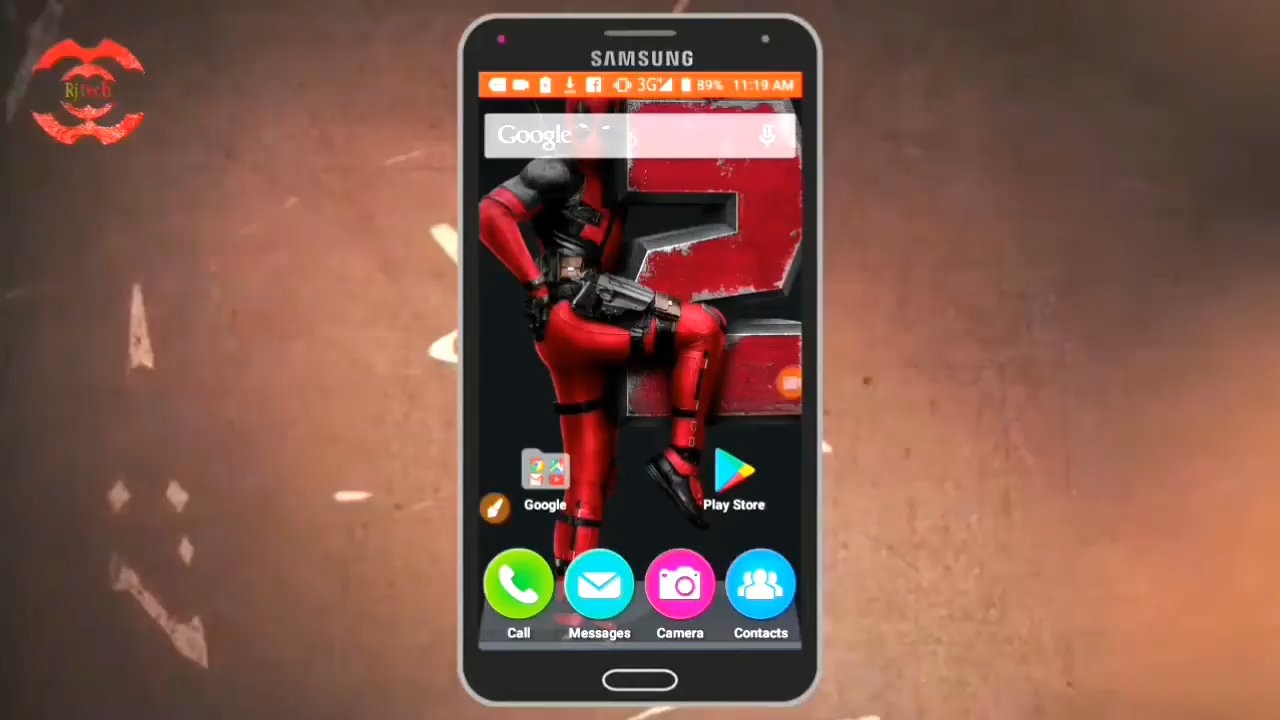 Rjtech
SAMSUNG
3G 89% 11:19 AM
Google
Google
Play Store
Call
Messages
Camera
Contacts